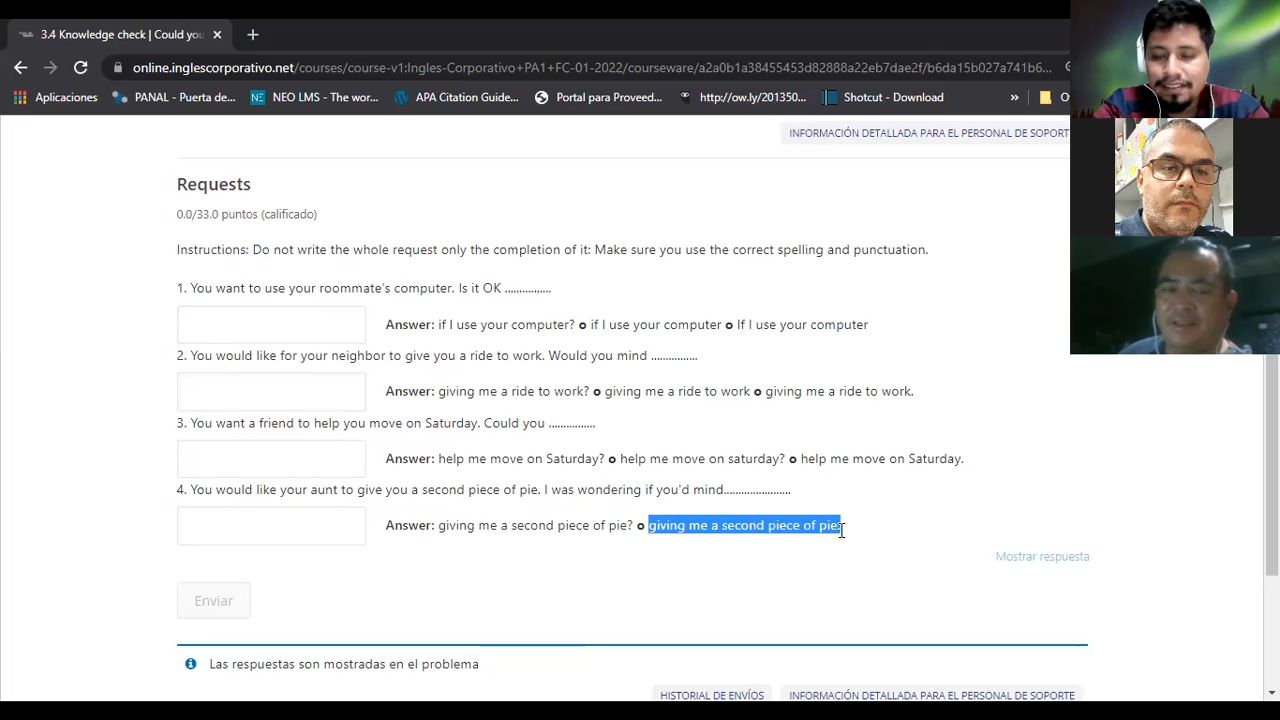 3.4 Knowledge check | Could you
online.inglescorporativo.net/courses/course-v1:Ingles-Corporativo+PA1+FC-01-2022/courseware/a2a0b1a38455453d82888a22eb7dae2f/b6da15b027a741b6...
Aplicaciones PANAL - Puerta de... NEO LMS - The wor... APA Citation Guide... Portal para Proveed... http://ow.ly/201350... Shotcut - Download »
INFORMACIÓN DETALLADA PARA EL PERSONAL DE SOPORT
Requests
0.0/33.0 puntos (calificado)
Instructions: Do not write the whole request only the completion of it: Make sure you use the correct spelling and punctuation.
1. You want to use your roommate's computer. Is it OK ...............
Answer: if I use your computer? o if I use your computer o If I use your computer
2. You would like for your neighbor to give you a ride to work. Would you mind ...............
Answer: giving me a ride to work? o giving me a ride to work o giving me a ride to work.
3. You want a friend to help you move on Saturday. Could you ...............
Answer: help me move on Saturday? o help me move on saturday? o help me move on Saturday.
4. You would like your aunt to give you a second piece of pie. I was wondering if you'd mind......................
Answer: giving me a second piece of pie? o giving me a second piece of pie.
Mostrar respuesta
Enviar
Las respuestas son mostradas en el problema
HISTORIAL DE ENVÍOS INFORMACIÓN DETALLADA PARA EL PERSONAL DE SOPORTE